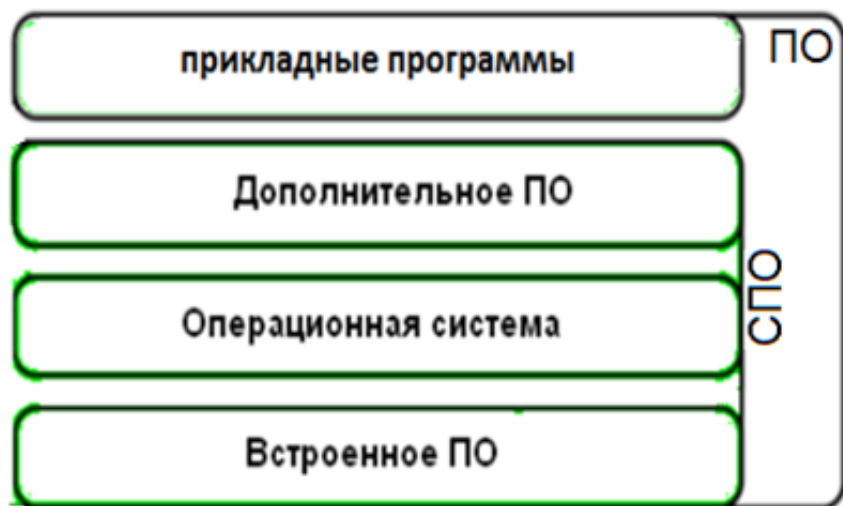 прикладные программы
ПО
Дополнительное ПО
Операционная система
СПО
Встроенное ПО